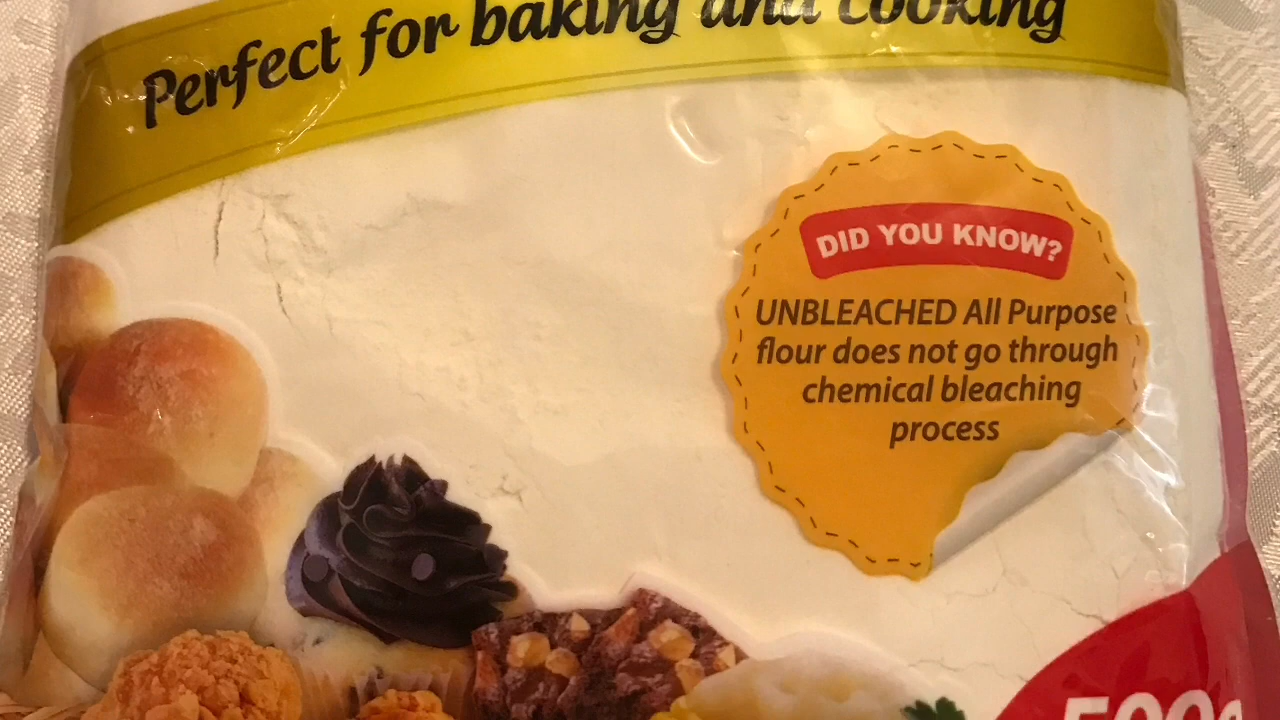 Perfect for baking and cooking
DID YOU KNOW?
UNBLEACHED All Purpose
flour does not go through
chemical bleaching
process